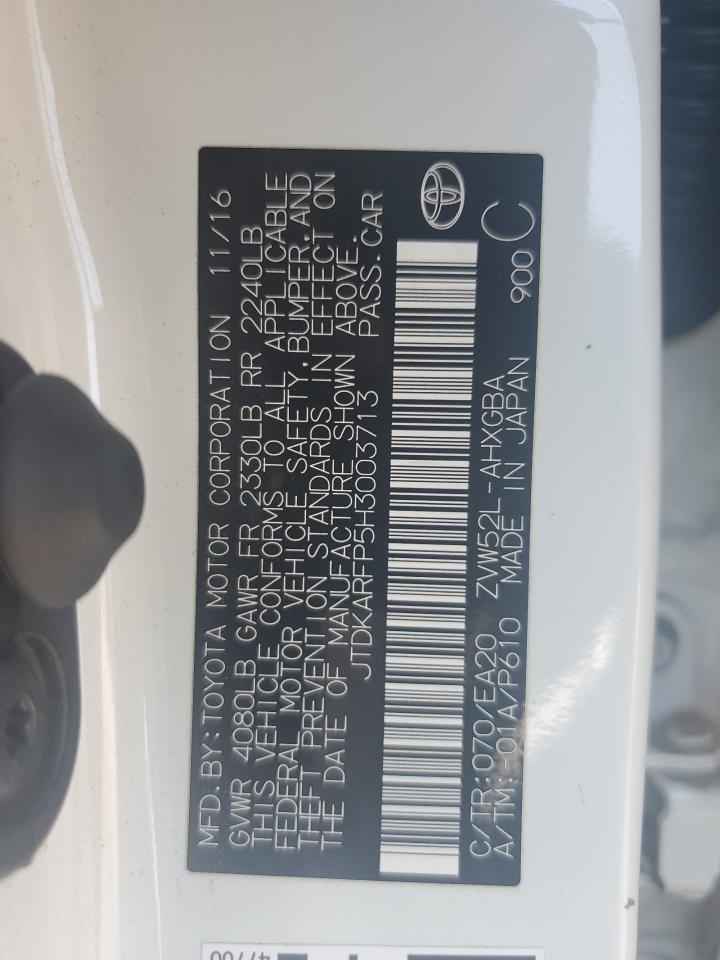 MFD.BY:TOYOTA MOTOR CORPORATION 11/16
GVWR 4080LB GAWR FR 2330LB RR 2240LB
THIS VEHICLE CONFORMS TO ALL APPLICABLE
FEDERAL MOTOR VEHICLE SAFETY,BUMPER,AND
THEFT PREVENTION STANDARDS IN EFFECT ON
THE DATE OF MANUFACTURE SHOWN ABOVE.
JTDKARFP5H3003713 PASS.CAR
C/TR:070/EA20 ZVW52L-AHXGBA 900
A/TM:-01A/P610 MADE IN JAPAN C